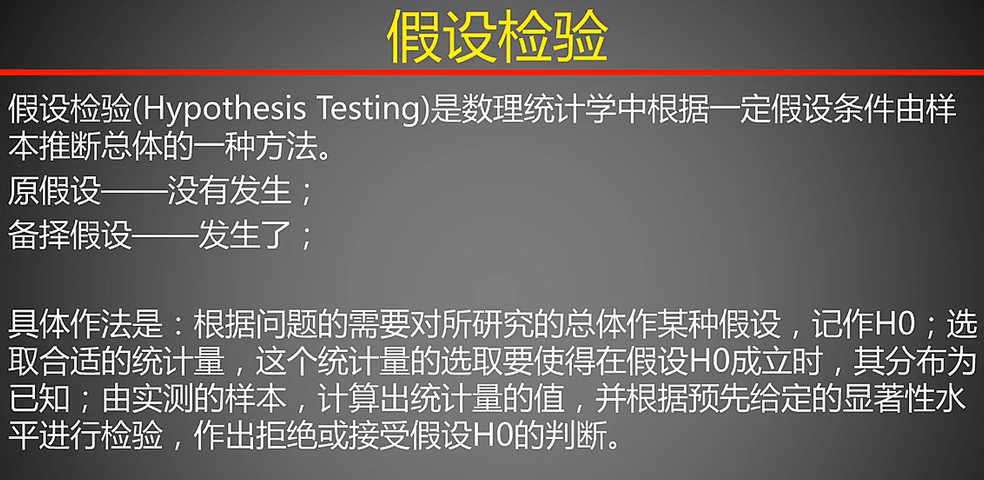 假设检验
假设检验(Hypothesis Testing)是数理统计学中根据一定假设条件由样
本推断总体的一种方法。
原假设——没有发生；
备择假设——发生了；
具体作法是：根据问题的需要对所研究的总体作某种假设，记作H0；选
取合适的统计量，这个统计量的选取要使得在假设H0成立时，其分布为
已知；由实测的样本，计算出统计量的值，并根据预先给定的显著性水
平进行检验，作出拒绝或接受假设H0的判断。